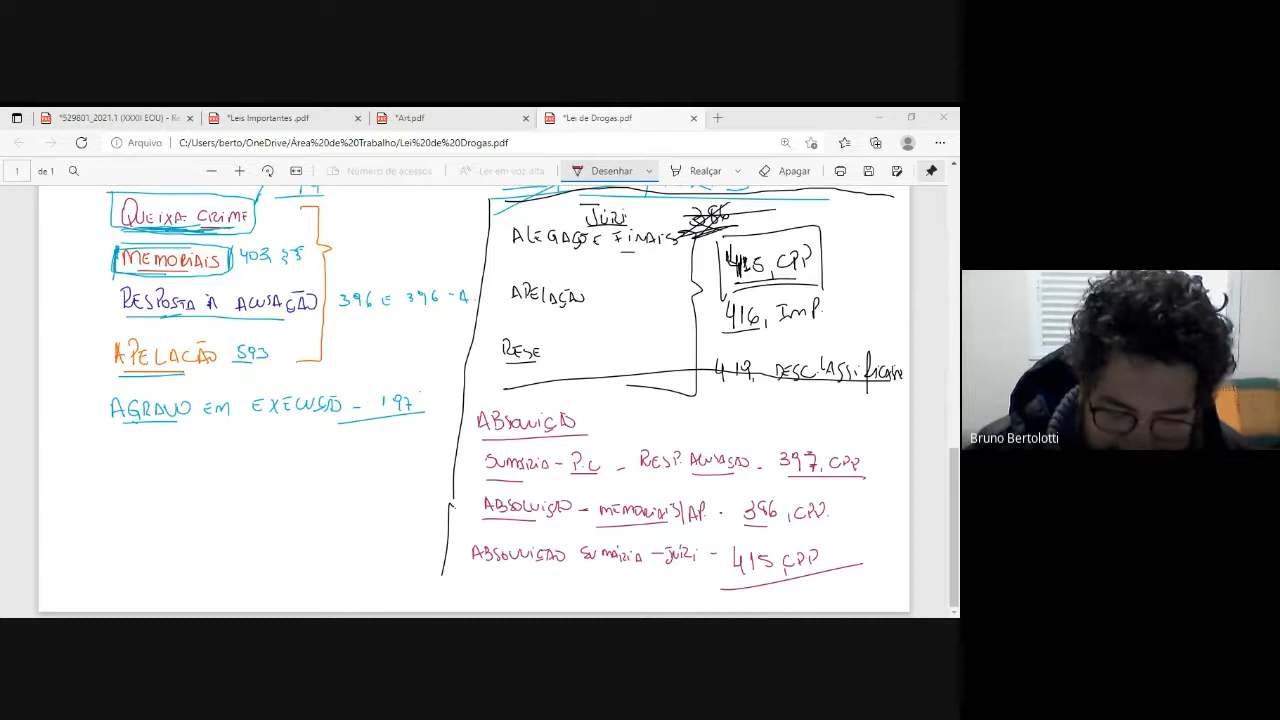 *529801_2021.1 (XXXII EOU) - Re
*Leis Importantes .pdf
*Art.pdf
*Lei de Drogas.pdf
Arquivo
C:/Users/berto/OneDrive/Área%20de%20Trabalho/Lei%20de%20Drogas.pdf
1
de 1
Número de acessos
Ler em voz alta
Desenhar
Realçar
Apagar
QUEIXA CRIME
MEMORIAIS 403, §3º
RESPOSTA À ACUSAÇÃO 396 E 396-A.
APELAÇÃO 593
AGRAVO EM EXECUSÃO - 197
JÚRI
ALEGAÇÕE FINAIS
APELAÇÃO
RESE
CPP
416, IMP.
419, DESCLASSIFICAÇÃO
ABSOLVIÇÃO
SUMÁRIA - P.C - RESP. ACUSAÇÃO - 397, CPP
ABSOLVIÇÃO - MEMORIAIS/AP. - 386, CPP.
ABSOLVIÇÃO SUMÁRIA - JÚRI - 415, CPP
Bruno Bertolotti